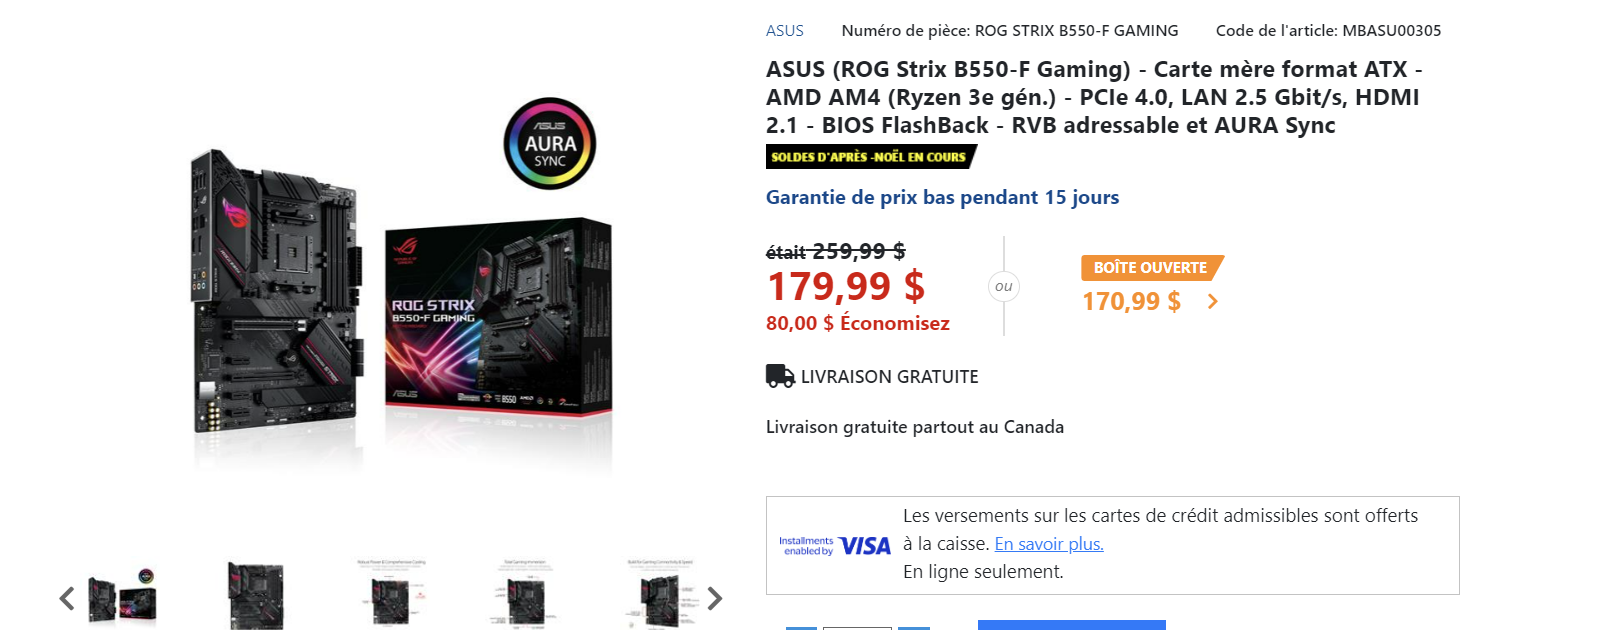 ASUS Numéro de pièce: ROG STRIX B550-F GAMING Code de l'article: MBASU00305
ASUS (ROG Strix B550-F Gaming) - Carte mère format ATX -
AMD AM4 (Ryzen 3e gén.) - PCIe 4.0, LAN 2.5 Gbit/s, HDMI
2.1 - BIOS FlashBack - RVB adressable et AURA Sync
SOLDES D'APRÈS -NOËL EN COURS
Garantie de prix bas pendant 15 jours
était 259,99 $
179,99 $
80,00 $ Économisez
ou
BOÎTE OUVERTE
170,99 $
LIVRAISON GRATUITE
Livraison gratuite partout au Canada
Installments
enabled by VISA
Les versements sur les cartes de crédit admissibles sont offerts
à la caisse. En savoir plus.
En ligne seulement.
ASUS
AURA
SYNC
ROG STRIX
B550-F GAMING
ASUS
B550